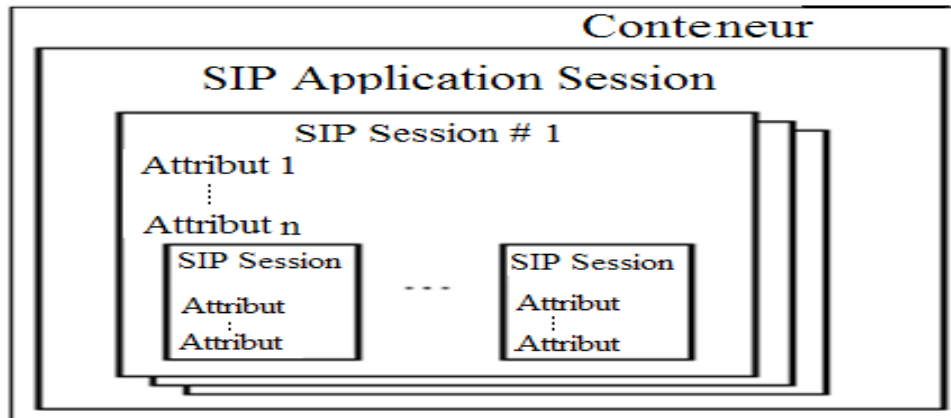 Conteneur
SIP Application Session
SIP Session # 1
Attribut 1
Attribut n
SIP Session
Attribut
Attribut
SIP Session
Attribut
Attribut